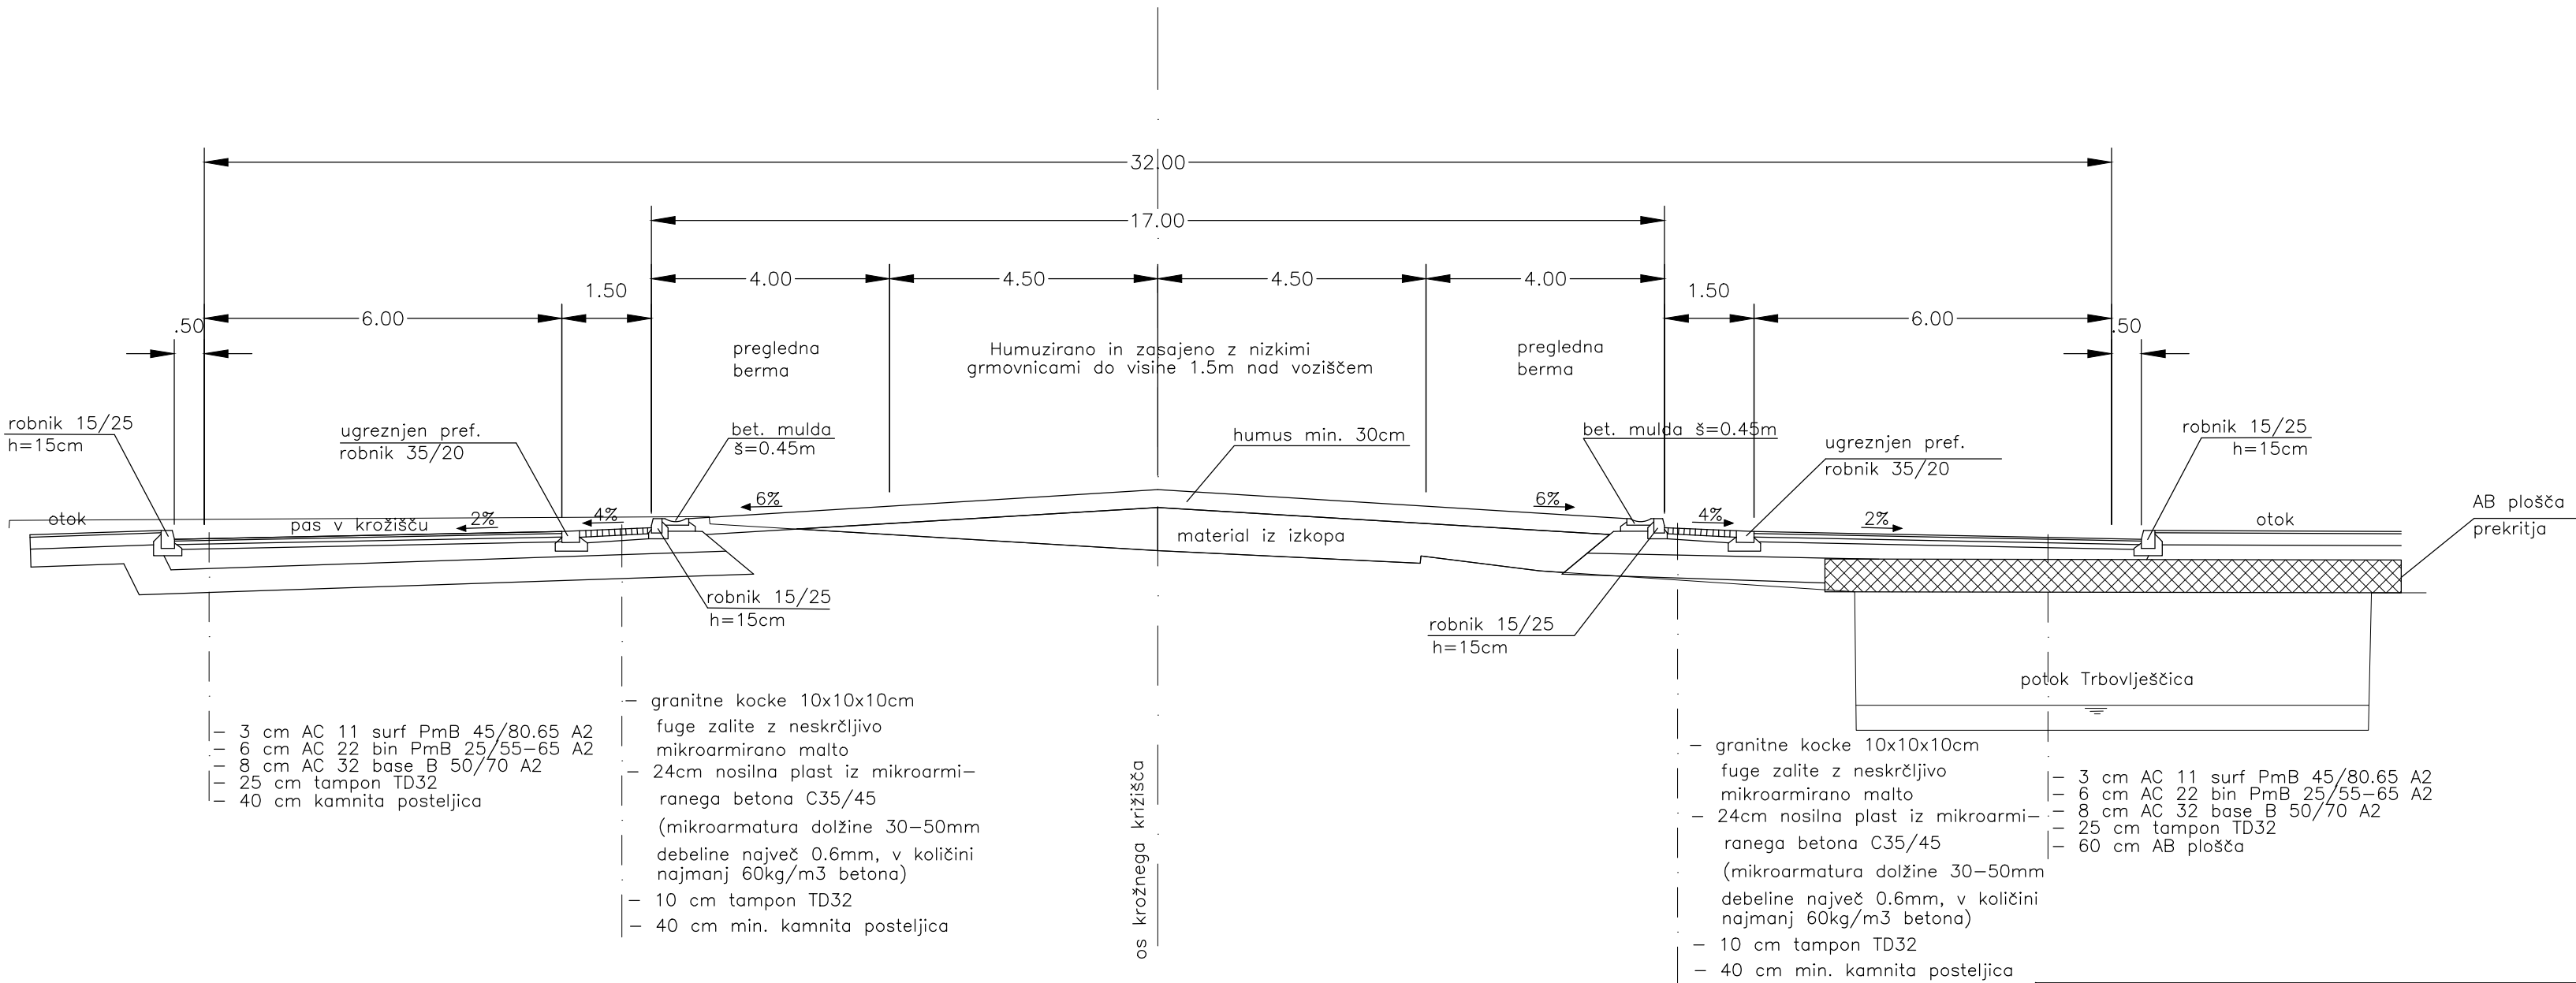 32.00
17.00
4.00
4.50
4.50
4.00
1.50
1.50
6.00
6.00
.50
.50
pregledna
berma
Humuzirano in zasajeno z nizkimi
grmovnicami do višine 1.5m nad voziščem
pregledna
berma
robnik 15/25
h=15cm
ugreznjen pref.
robnik 35/20
bet. mulda
š=0.45m
humus min. 30cm
bet. mulda š=0.45m
ugreznjen pref.
robnik 35/20
robnik 15/25
h=15cm
AB plošča
prekritja
otok
pas v krožišču
2%
4%
6%
6%
4%
2%
otok
material iz izkopa
robnik 15/25
h=15cm
robnik 15/25
h=15cm
potok Trbovlješčica
os krožnega križišča
- 3 cm AC 11 surf PmB 45/80.65 A2
- 6 cm AC 22 bin PmB 25/55-65 A2
- 8 cm AC 32 base B 50/70 A2
- 25 cm tampon TD32
- 40 cm kamnita posteljica
- granitne kocke 10x10x10cm
fuge zalite z neskrčljivo
mikroarmirano malto
- 24cm nosilna plast iz mikroarmi-
ranega betona C35/45
(mikroarmatura dolžine 30-50mm
debeline največ 0.6mm, v količini
najmanj 60kg/m3 betona)
- 10 cm tampon TD32
- 40 cm min. kamnita posteljica
- granitne kocke 10x10x10cm
fuge zalite z neskrčljivo
mikroarmirano malto
- 24cm nosilna plast iz mikroarmi-
ranega betona C35/45
(mikroarmatura dolžine 30-50mm
debeline največ 0.6mm, v količini
najmanj 60kg/m3 betona)
- 10 cm tampon TD32
- 40 cm min. kamnita posteljica
- 3 cm AC 11 surf PmB 45/80.65 A2
- 6 cm AC 22 bin PmB 25/55-65 A2
- 8 cm AC 32 base B 50/70 A2
- 25 cm tampon TD32
- 60 cm AB plošča